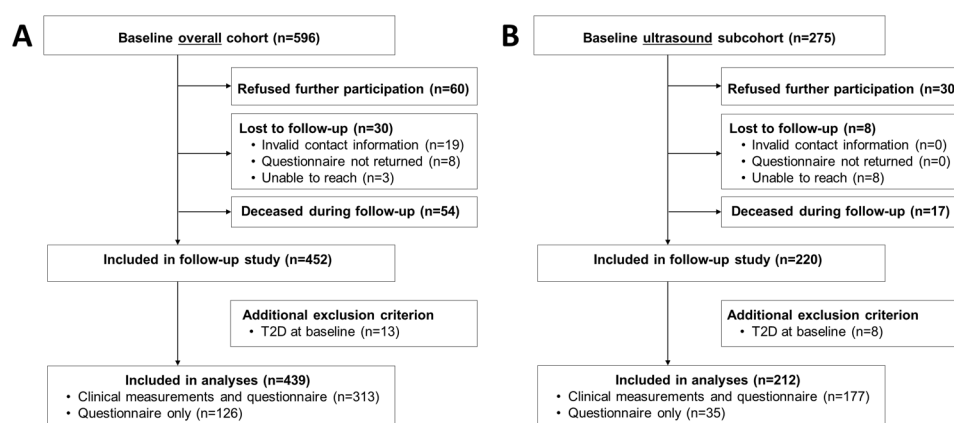 A
Baseline overall cohort (n=596)
Refused further participation (n=60)
Lost to follow-up (n=30)
• Invalid contact information (n=19)
• Questionnaire not returned (n=8)
• Unable to reach (n=3)
Deceased during follow-up (n=54)
Included in follow-up study (n=452)
Additional exclusion criterion
• T2D at baseline (n=13)
Included in analyses (n=439)
• Clinical measurements and questionnaire (n=313)
• Questionnaire only (n=126)
B
Baseline ultrasound subcohort (n=275)
Refused further participation (n=30
Lost to follow-up (n=8)
• Invalid contact information (n=0)
• Questionnaire not returned (n=0)
• Unable to reach (n=8)
Deceased during follow-up (n=17)
Included in follow-up study (n=220)
Additional exclusion criterion
• T2D at baseline (n=8)
Included in analyses (n=212)
• Clinical measurements and questionnaire (n=177)
• Questionnaire only (n=35)